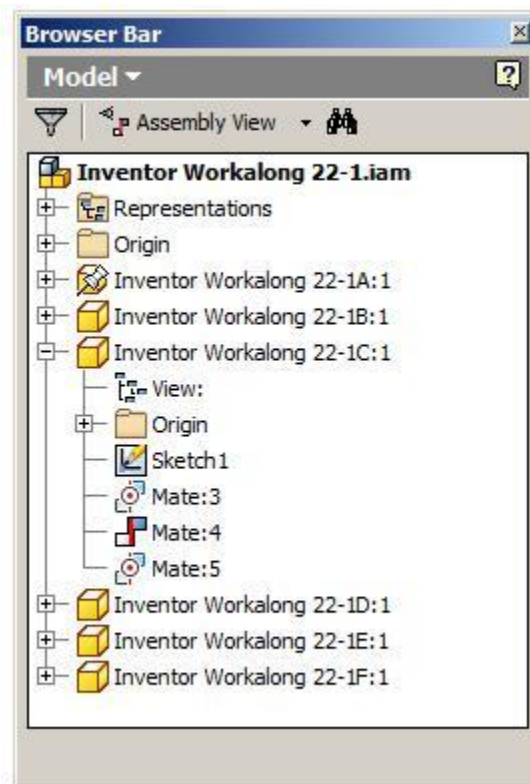 Browser Bar
Model
Assembly View
Inventor Workalong 22-1.iam
Representations
Origin
Inventor Workalong 22-1A:1
Inventor Workalong 22-1B:1
Inventor Workalong 22-1C:1
View:
Origin
Sketch1
Mate:3
Mate:4
Mate:5
Inventor Workalong 22-1D:1
Inventor Workalong 22-1E:1
Inventor Workalong 22-1F:1